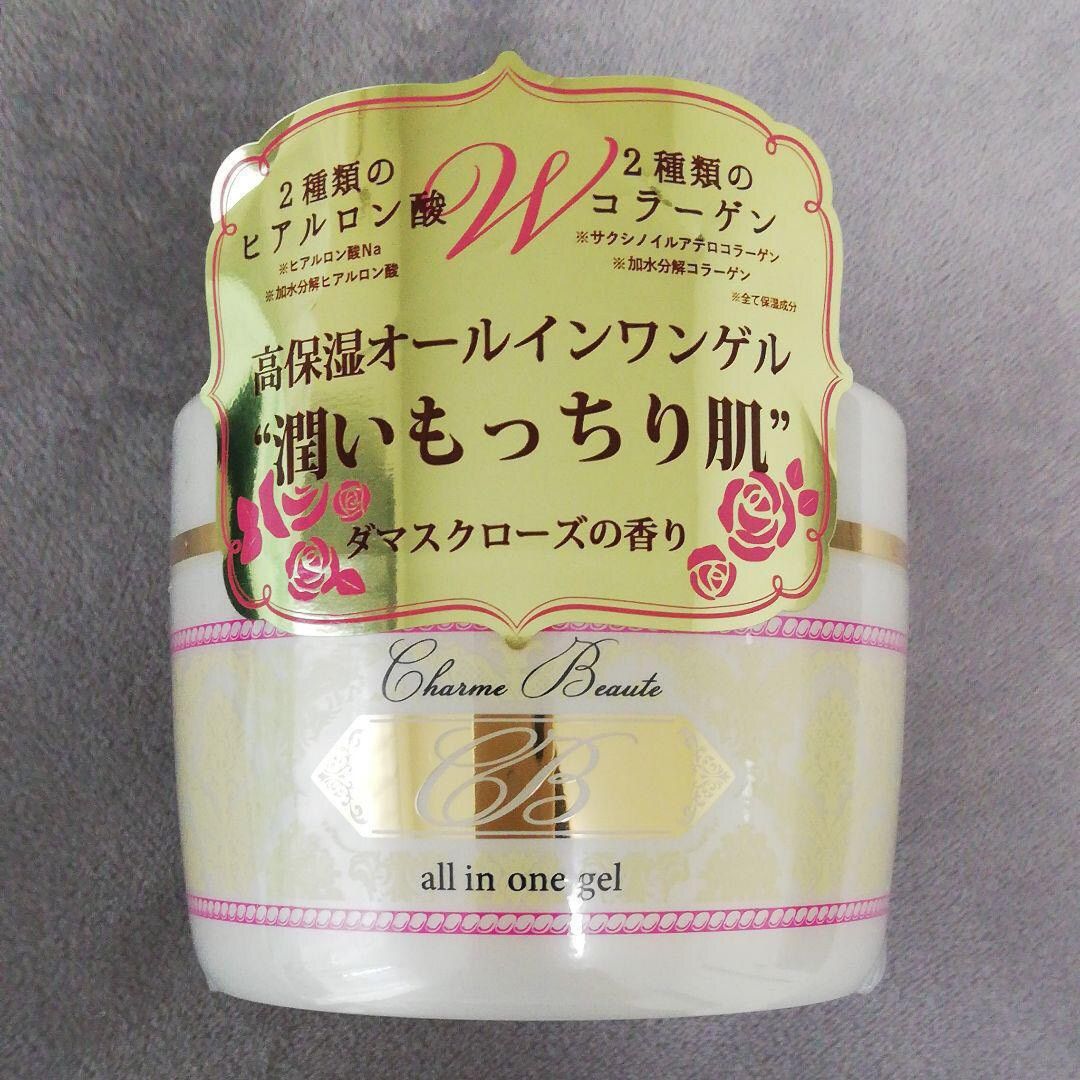 2種類の
ヒアルロン酸
※ヒアルロン酸Na
※加水分解ヒアルロン酸
W
2種類の
コラーゲン
※サクシノイルアテロコラーゲン
※加水分解コラーゲン
※全て保湿成分
高保湿オールインワンゲル
“潤いもっちり肌”
ダマスクローズの香り
Charme Beaute
CB
all in one gel